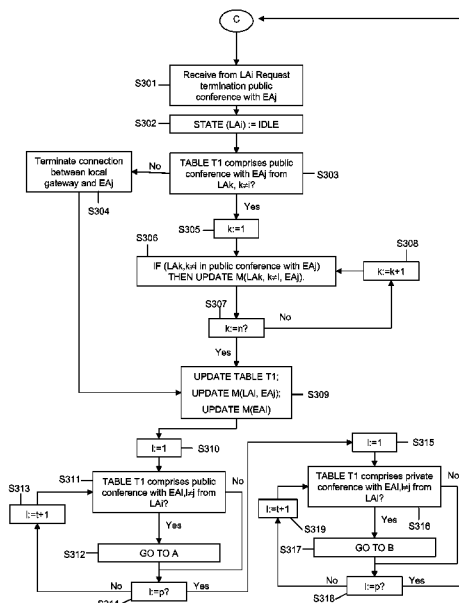 C
Receive from LAi Request
termination public
conference with EAj
S301
S302
STATE (LAi) := IDLE
Terminate connection
between local
gateway and EAj
No
TABLE T1 comprises public
conference with EAj from
LAk, k≠i?
S303
S304
Yes
S305
k:=1
S306
S308
IF (LAk,k≠i in public conference with EAj)
THEN UPDATE M(LAk, k≠i, EAj).
k:=k+1
S307
k:=n?
No
Yes
UPDATE TABLE T1;
UPDATE M(LAi, EAj);
UPDATE M(EAl)
S309
l:=1
S310
l:=1
S315
S311
S313
TABLE T1 comprises public
conference with EAl,l≠j from
LAi?
No
l:=t+1
TABLE T1 comprises private
conference with EAl,l≠j from
LAi?
No
l:=t+1
S319
S316
Yes
Yes
S312
GO TO A
S317
GO TO B
No
l:=p?
Yes
No
l:=p?
Yes
S314
S318